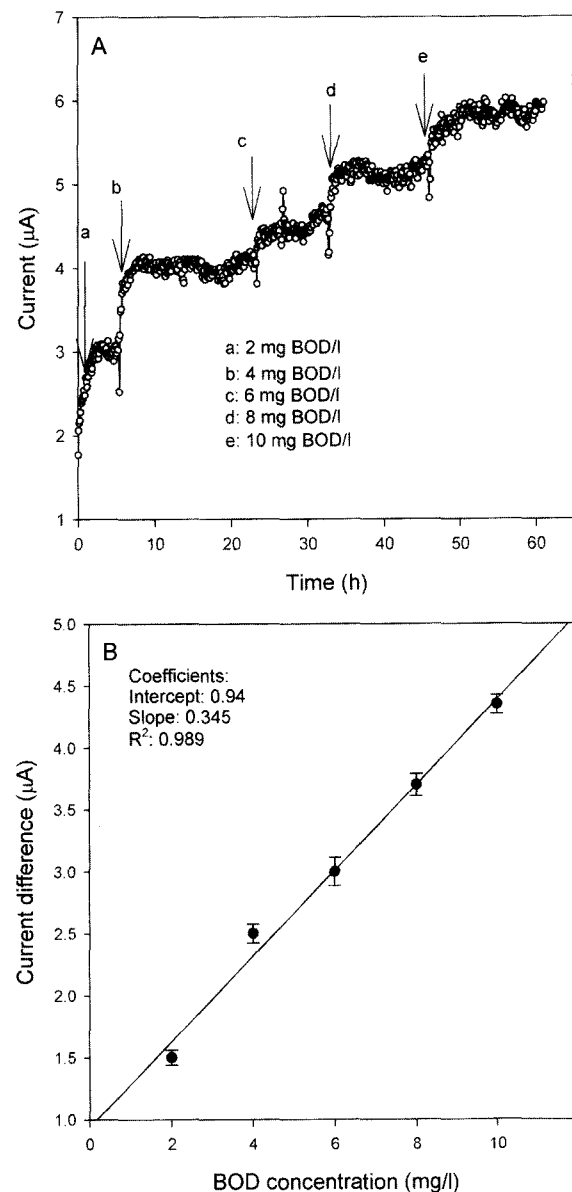 A
7
6
5
4
3
2
1
Current (μA)
a
b
c
d
e
a: 2 mg BOD/l
b: 4 mg BOD/l
c: 6 mg BOD/l
d: 8 mg BOD/l
e: 10 mg BOD/l
0 10 20 30 40 50 60
Time (h)
B
Coefficients:
Intercept: 0.94
Slope: 0.345
R²: 0.989
5.0
4.5
4.0
3.5
3.0
2.5
2.0
1.5
1.0
Current difference (μA)
0 2 4 6 8 10
BOD concentration (mg/l)